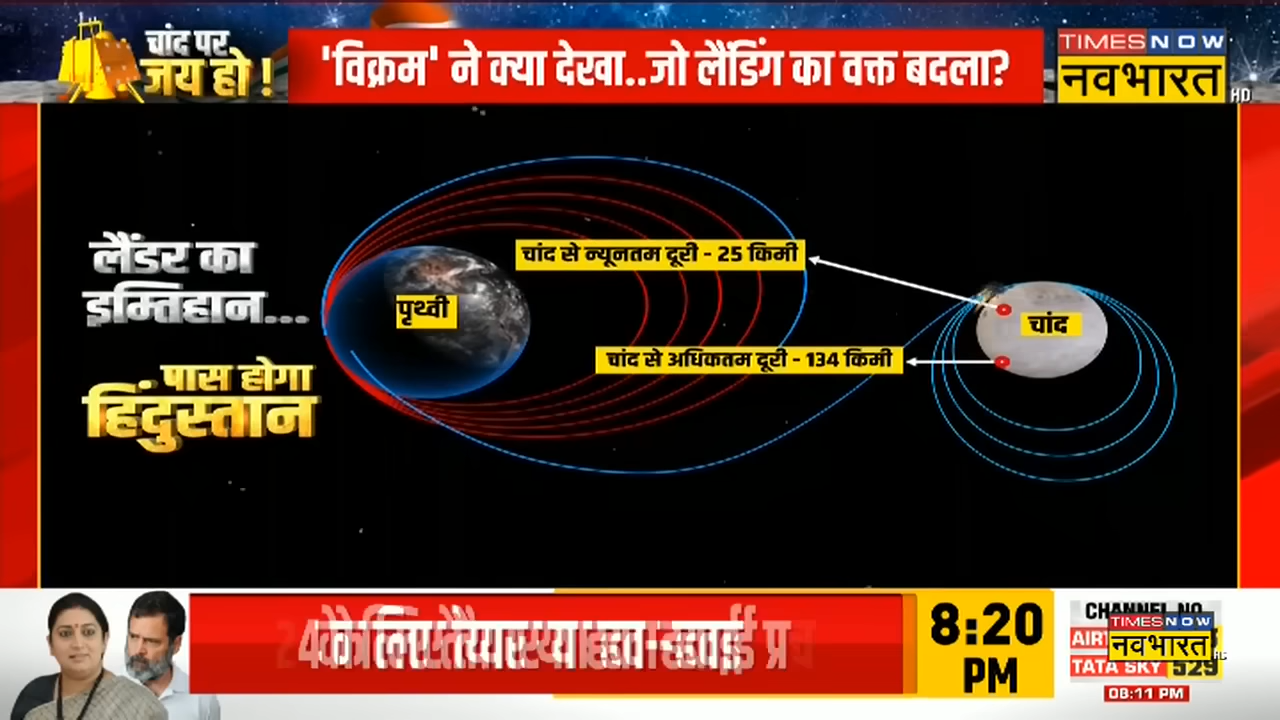 चांद पर
जय हो !
'विक्रम' ने क्या देखा..जो लैंडिंग का वक्त बदला?
TIMES NOW
नवभारत
HD
लैंडर का
इम्तिहान...
पास होगा
हिंदुस्तान
पृथ्वी
चांद से न्यूनतम दूरी - 25 किमी
चांद
चांद से अधिकतम दूरी - 134 किमी
8:20
PM
CHANNEL NO
TIMES NOW
नवभारत
TATA SKY 529
08:11 PM